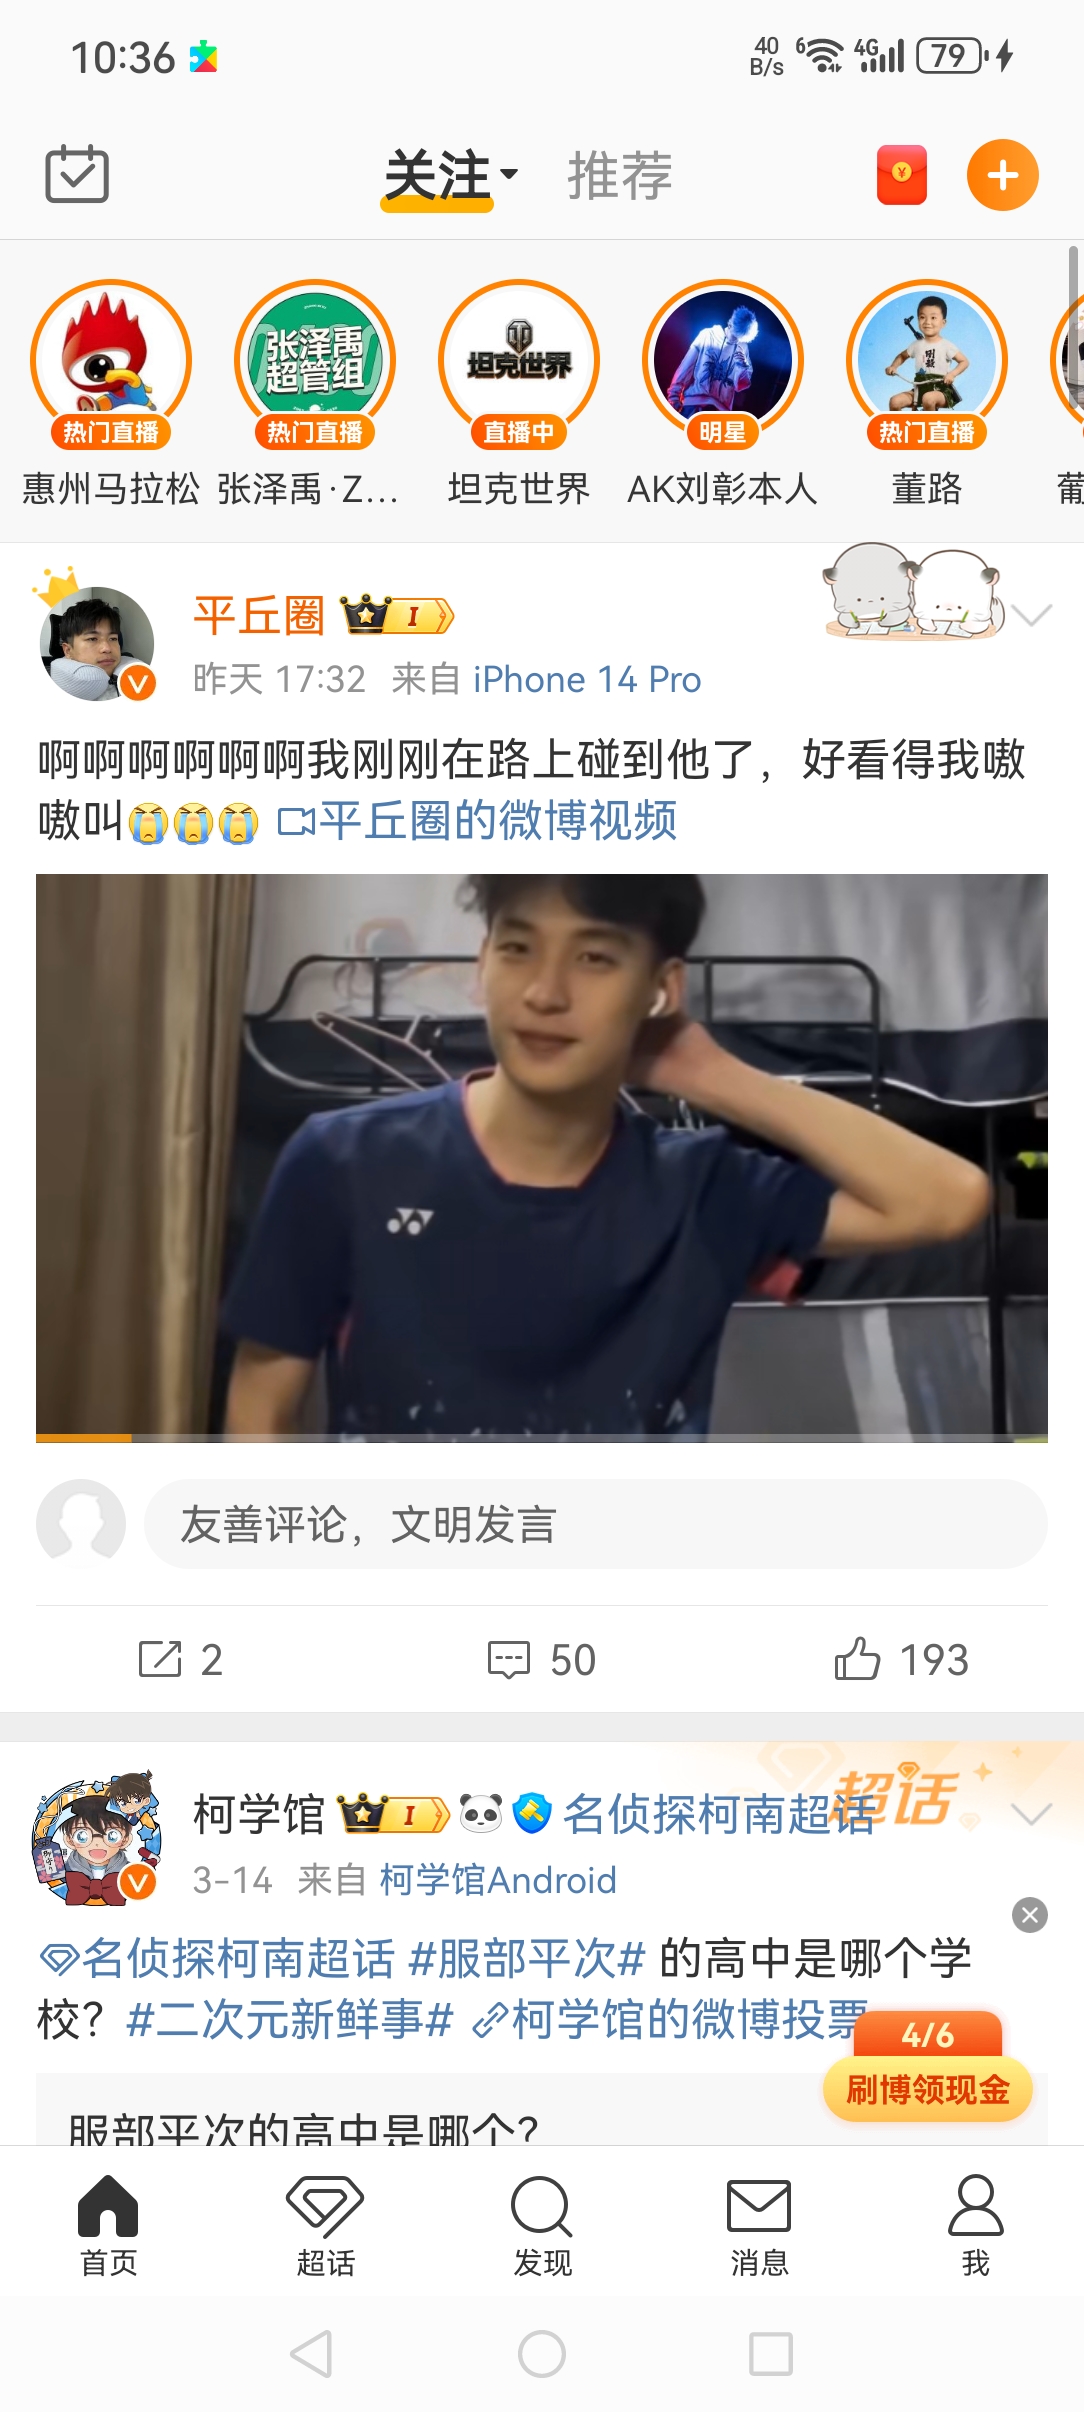 10:36
40
B/s
6
4G
79
关注
推荐
张泽禹
超管组
坦克世界
热门直播
热门直播
直播中
明星
热门直播
惠州马拉松
张泽禹·Z...
坦克世界
AK刘彰本人
董路
葡
平丘圈
I
昨天 17:32 来自 iPhone 14 Pro
啊啊啊啊啊啊我刚刚在路上碰到他了，好看得我嗷
嗷叫😭😭😭 平丘圈的微博视频
友善评论，文明发言
2
50
193
柯学馆
I
名侦探柯南超话
超话
3-14 来自 柯学馆Android
名侦探柯南超话 #服部平次# 的高中是哪个学
校？#二次元新鲜事# 柯学馆的微博投票
4/6
刷博领现金
服部平次的高中是哪个？
首页
超话
发现
消息
我